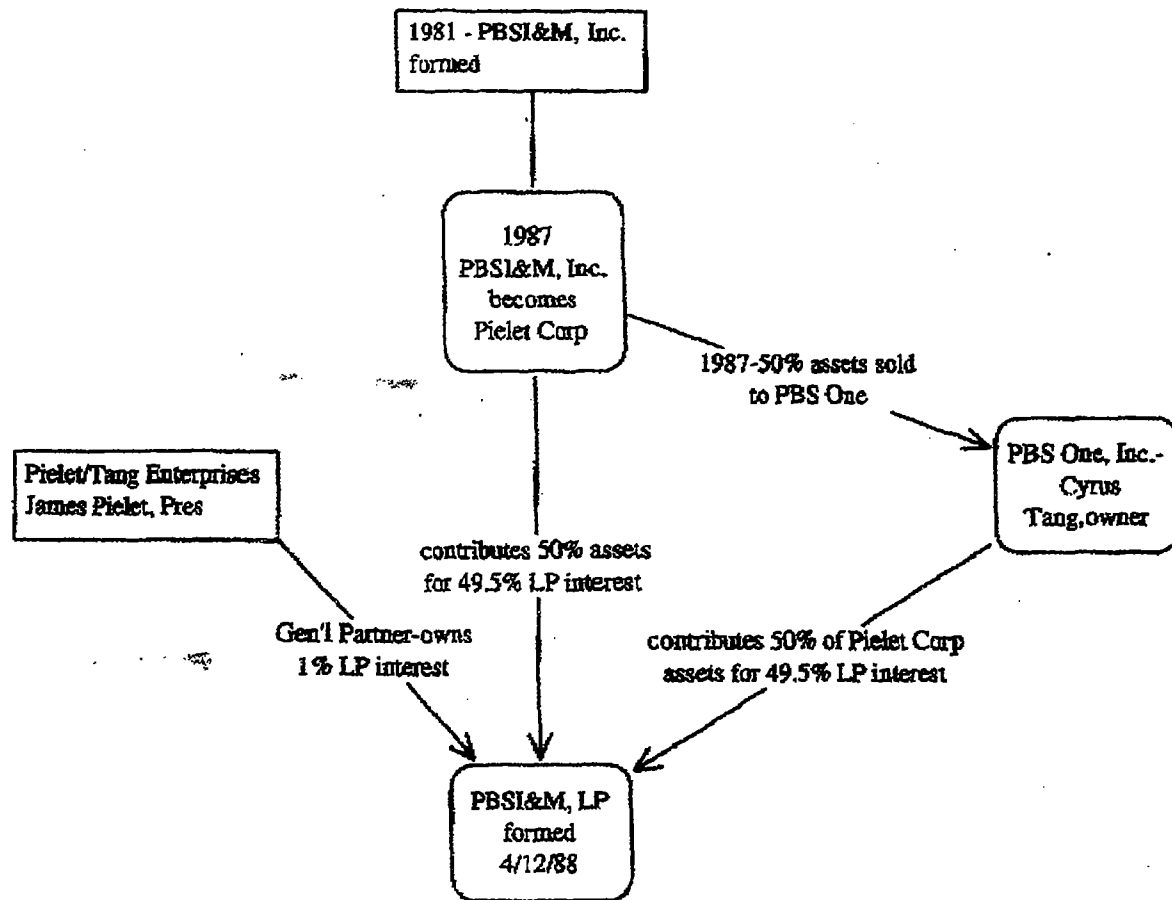 1981 - PBSI&M, Inc.
formed
1987
PBSI&M, Inc.
becomes
Pielet Corp
1987-50% assets sold
to PBS One
PBS One, Inc.-
Cyrus
Tang,owner
Pielet/Tang Enterprises
James Pielet, Pres
contributes 50% assets
for 49.5% LP interest
Gen'l Partner-owns
1% LP interest
contributes 50% of Pielet Corp
assets for 49.5% LP interest
PBSI&M, LP
formed
4/12/88